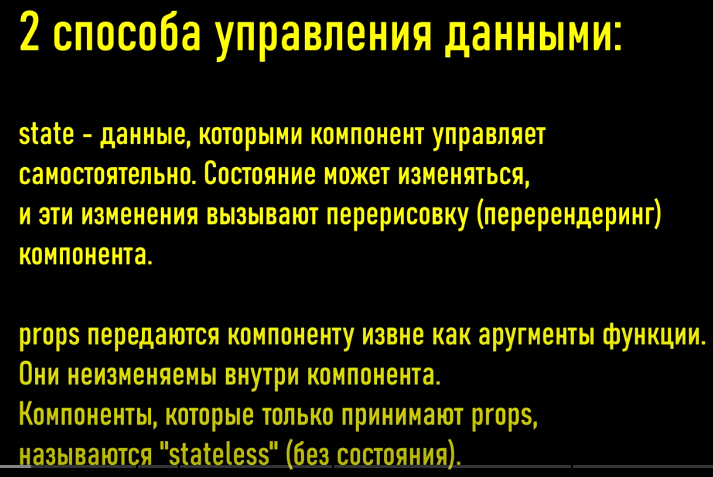 2 способа управления данными:
state - данные, которыми компонент управляет
самостоятельно. Состояние может изменяться,
и эти изменения вызывают перерисовку (перерендеринг)
компонента.
props передаются компоненту извне как аругменты функции.
Они неизменяемы внутри компонента.
Компоненты, которые только принимают props,
называются "stateless" (без состояния).